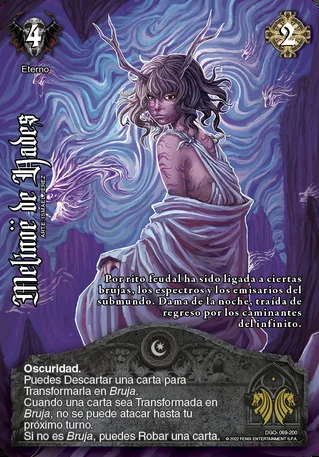 4
2
Eterno
Melinoë de Hades
Por rito feudal ha sido ligada a ciertas
brujas, los espectros y los emisarios del
submundo. Dama de la noche, traída de
regreso por los caminantes
del infinito.
Oscuridad.
Puedes Descartar una carta para
Transformarla en Bruja.
Cuando una carta sea Transformada en
Bruja, no se puede atacar hasta tu
próximo turno.
Si no es Bruja, puedes Robar una carta.
DGO- 069-200
© 2022 FENIX ENTERTAINMENT S.P.A.